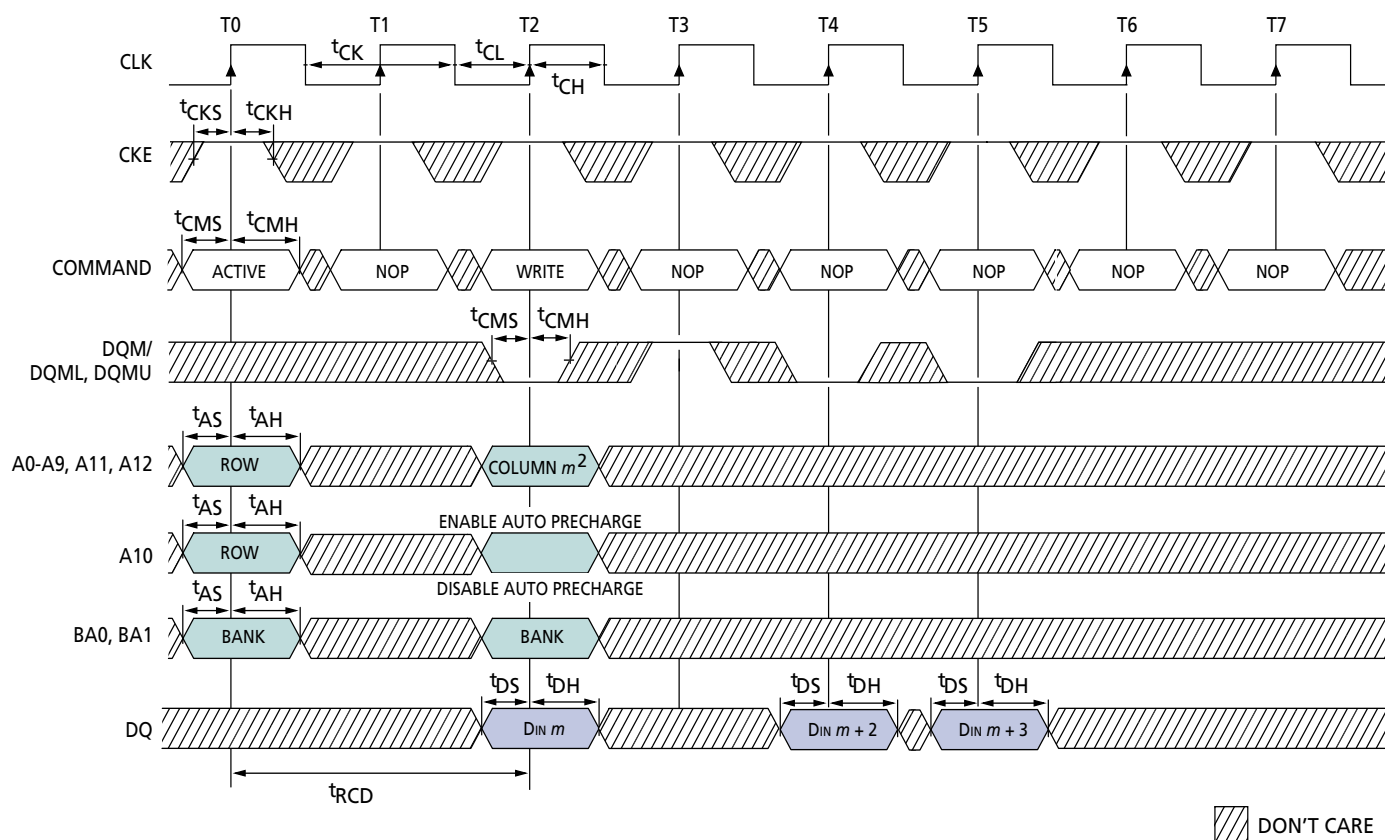 T0 T1 T2 T3 T4 T5 T6 T7
CLK tCK tCL tCH
tCKS tCKH
CKE
tCMS tCMH
COMMAND ACTIVE NOP WRITE NOP NOP NOP NOP NOP
tCMS tCMH
DQM/
DQML, DQMU
tAS tAH
A0-A9, A11, A12 ROW COLUMN m2
tAS tAH
ENABLE AUTO PRECHARGE
A10 ROW
DISABLE AUTO PRECHARGE
tAS tAH
BA0, BA1 BANK BANK
tDS tDH tDS tDH tDS tDH
DQ DIN m DIN m + 2 DIN m + 3
tRCD
DON'T CARE